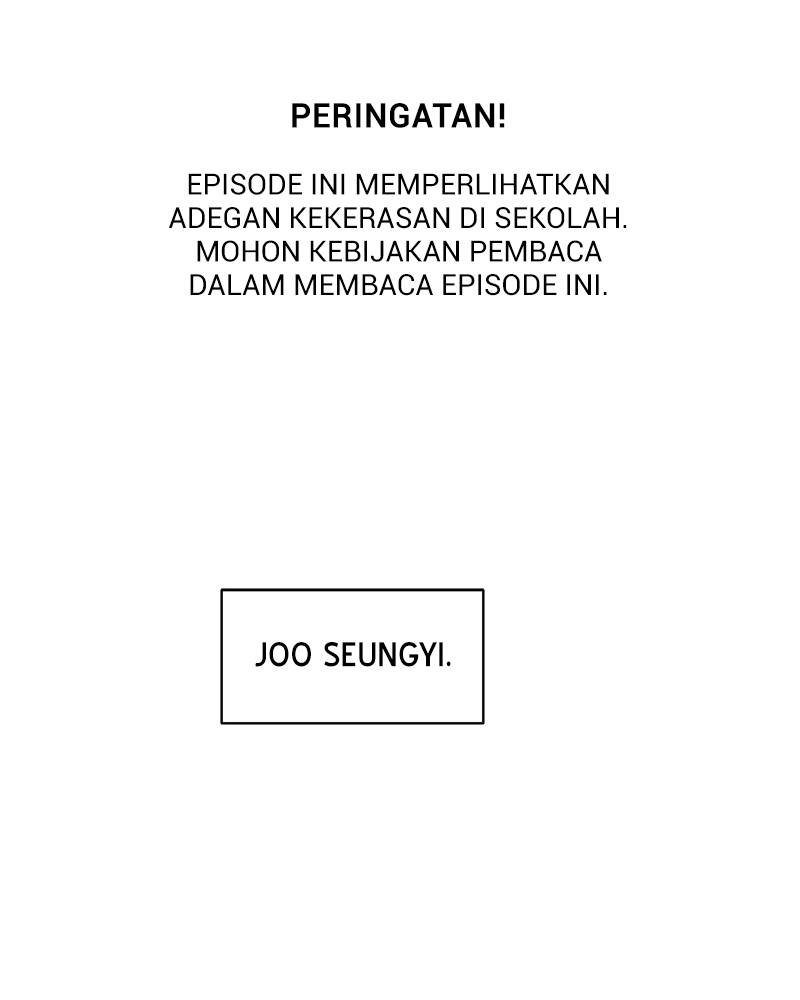 PERINGATAN!
EPISODE INI MEMPERLIHATKAN
ADEGAN KEKERASAN DI SEKOLAH.
MOHON KEBIJAKAN PEMBACA
DALAM MEMBACA EPISODE INI.
JOO SEUNGYI.